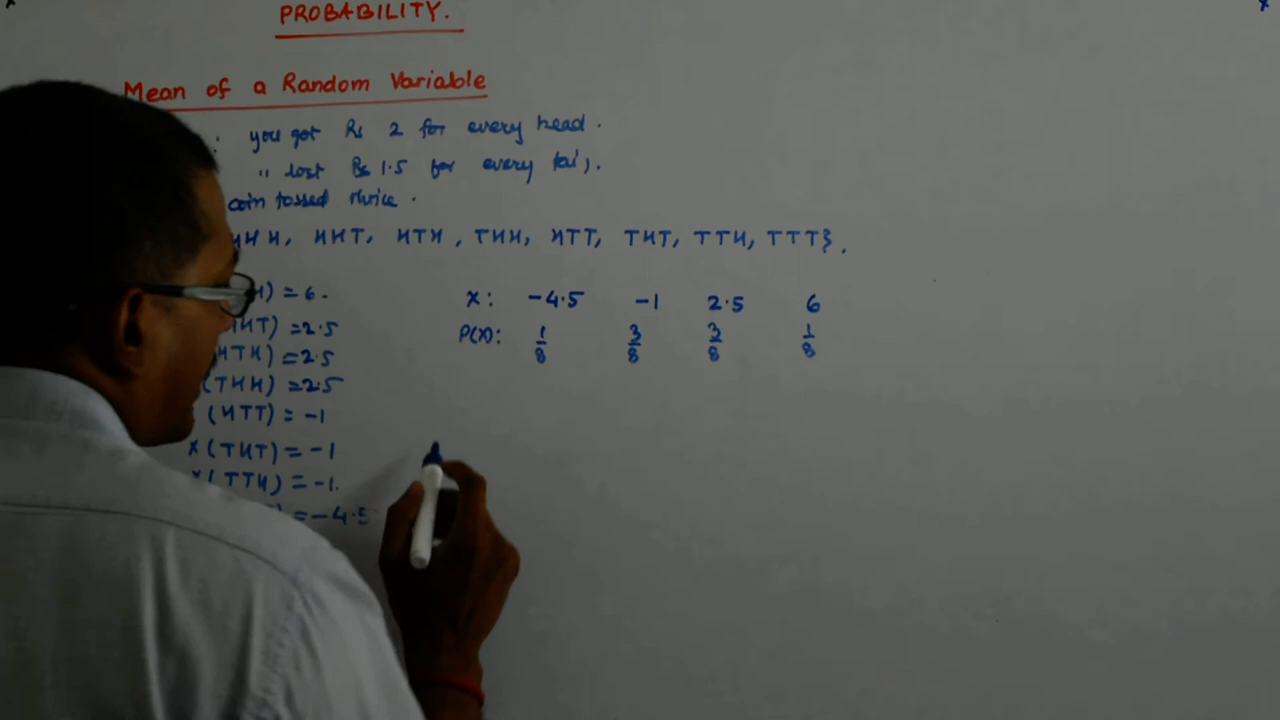 PROBABILITY.
Mean of a Random Variable
: you get Rs 2 for every head.
" lost Rs 1.5 for every tail.
coin tossed thrice.
HHH, HHT, HTH, THH, HTT, THT, TTH, TTT}.
H) = 6.
HHT) = 2.5
HTH) = 2.5
(THH) = 2.5
(HTT) = -1
X(THT) = -1
X(TTH) = -1.
) = -4.5
X: -4.5 -1 2.5 6
P(X): 1/8 3/8 3/8 1/8